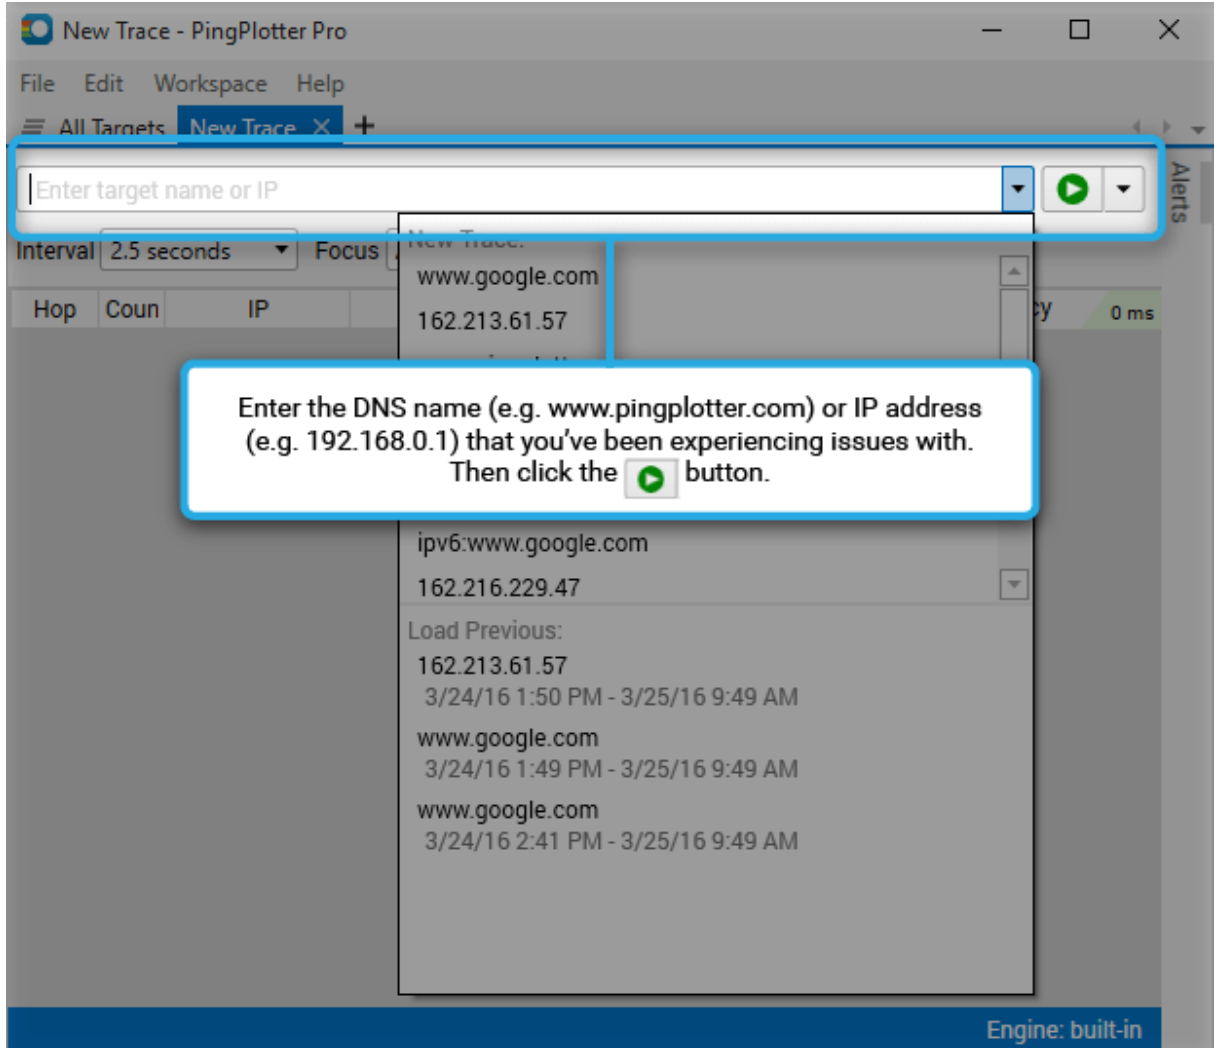 New Trace - PingPlotter Pro
File Edit Workspace Help
All Targets New Trace
Enter target name or IP
Alerts
Interval 2.5 seconds Focus
New Trace:
www.google.com
Hop Coun IP 0 ms
162.213.61.57
Enter the DNS name (e.g. www.pingplotter.com) or IP address
(e.g. 192.168.0.1) that you've been experiencing issues with.
Then click the button.
ipv6:www.google.com
162.216.229.47
Load Previous:
162.213.61.57
3/24/16 1:50 PM - 3/25/16 9:49 AM
www.google.com
3/24/16 1:49 PM - 3/25/16 9:49 AM
www.google.com
3/24/16 2:41 PM - 3/25/16 9:49 AM
Engine: built-in